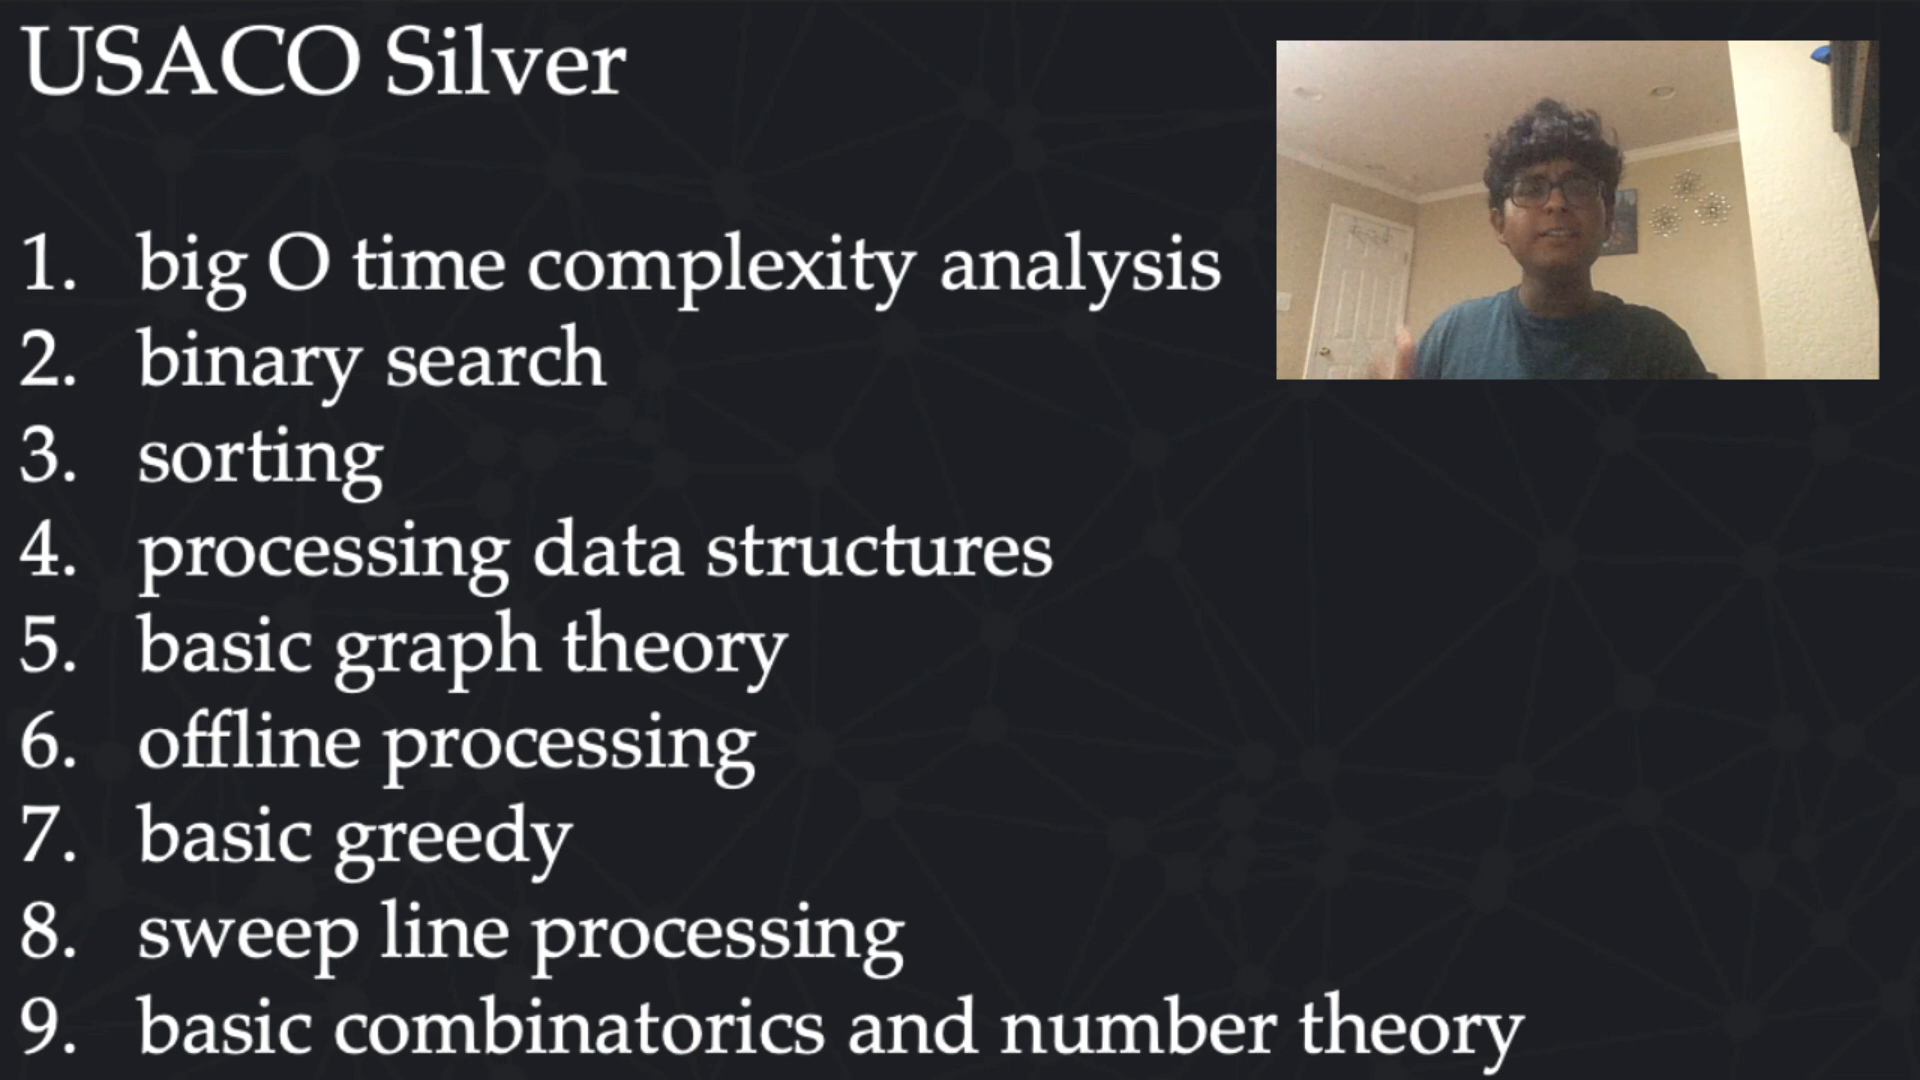 USACO Silver
1. big O time complexity analysis
2. binary search
3. sorting
4. processing data structures
5. basic graph theory
6. offline processing
7. basic greedy
8. sweep line processing
9. basic combinatorics and number theory